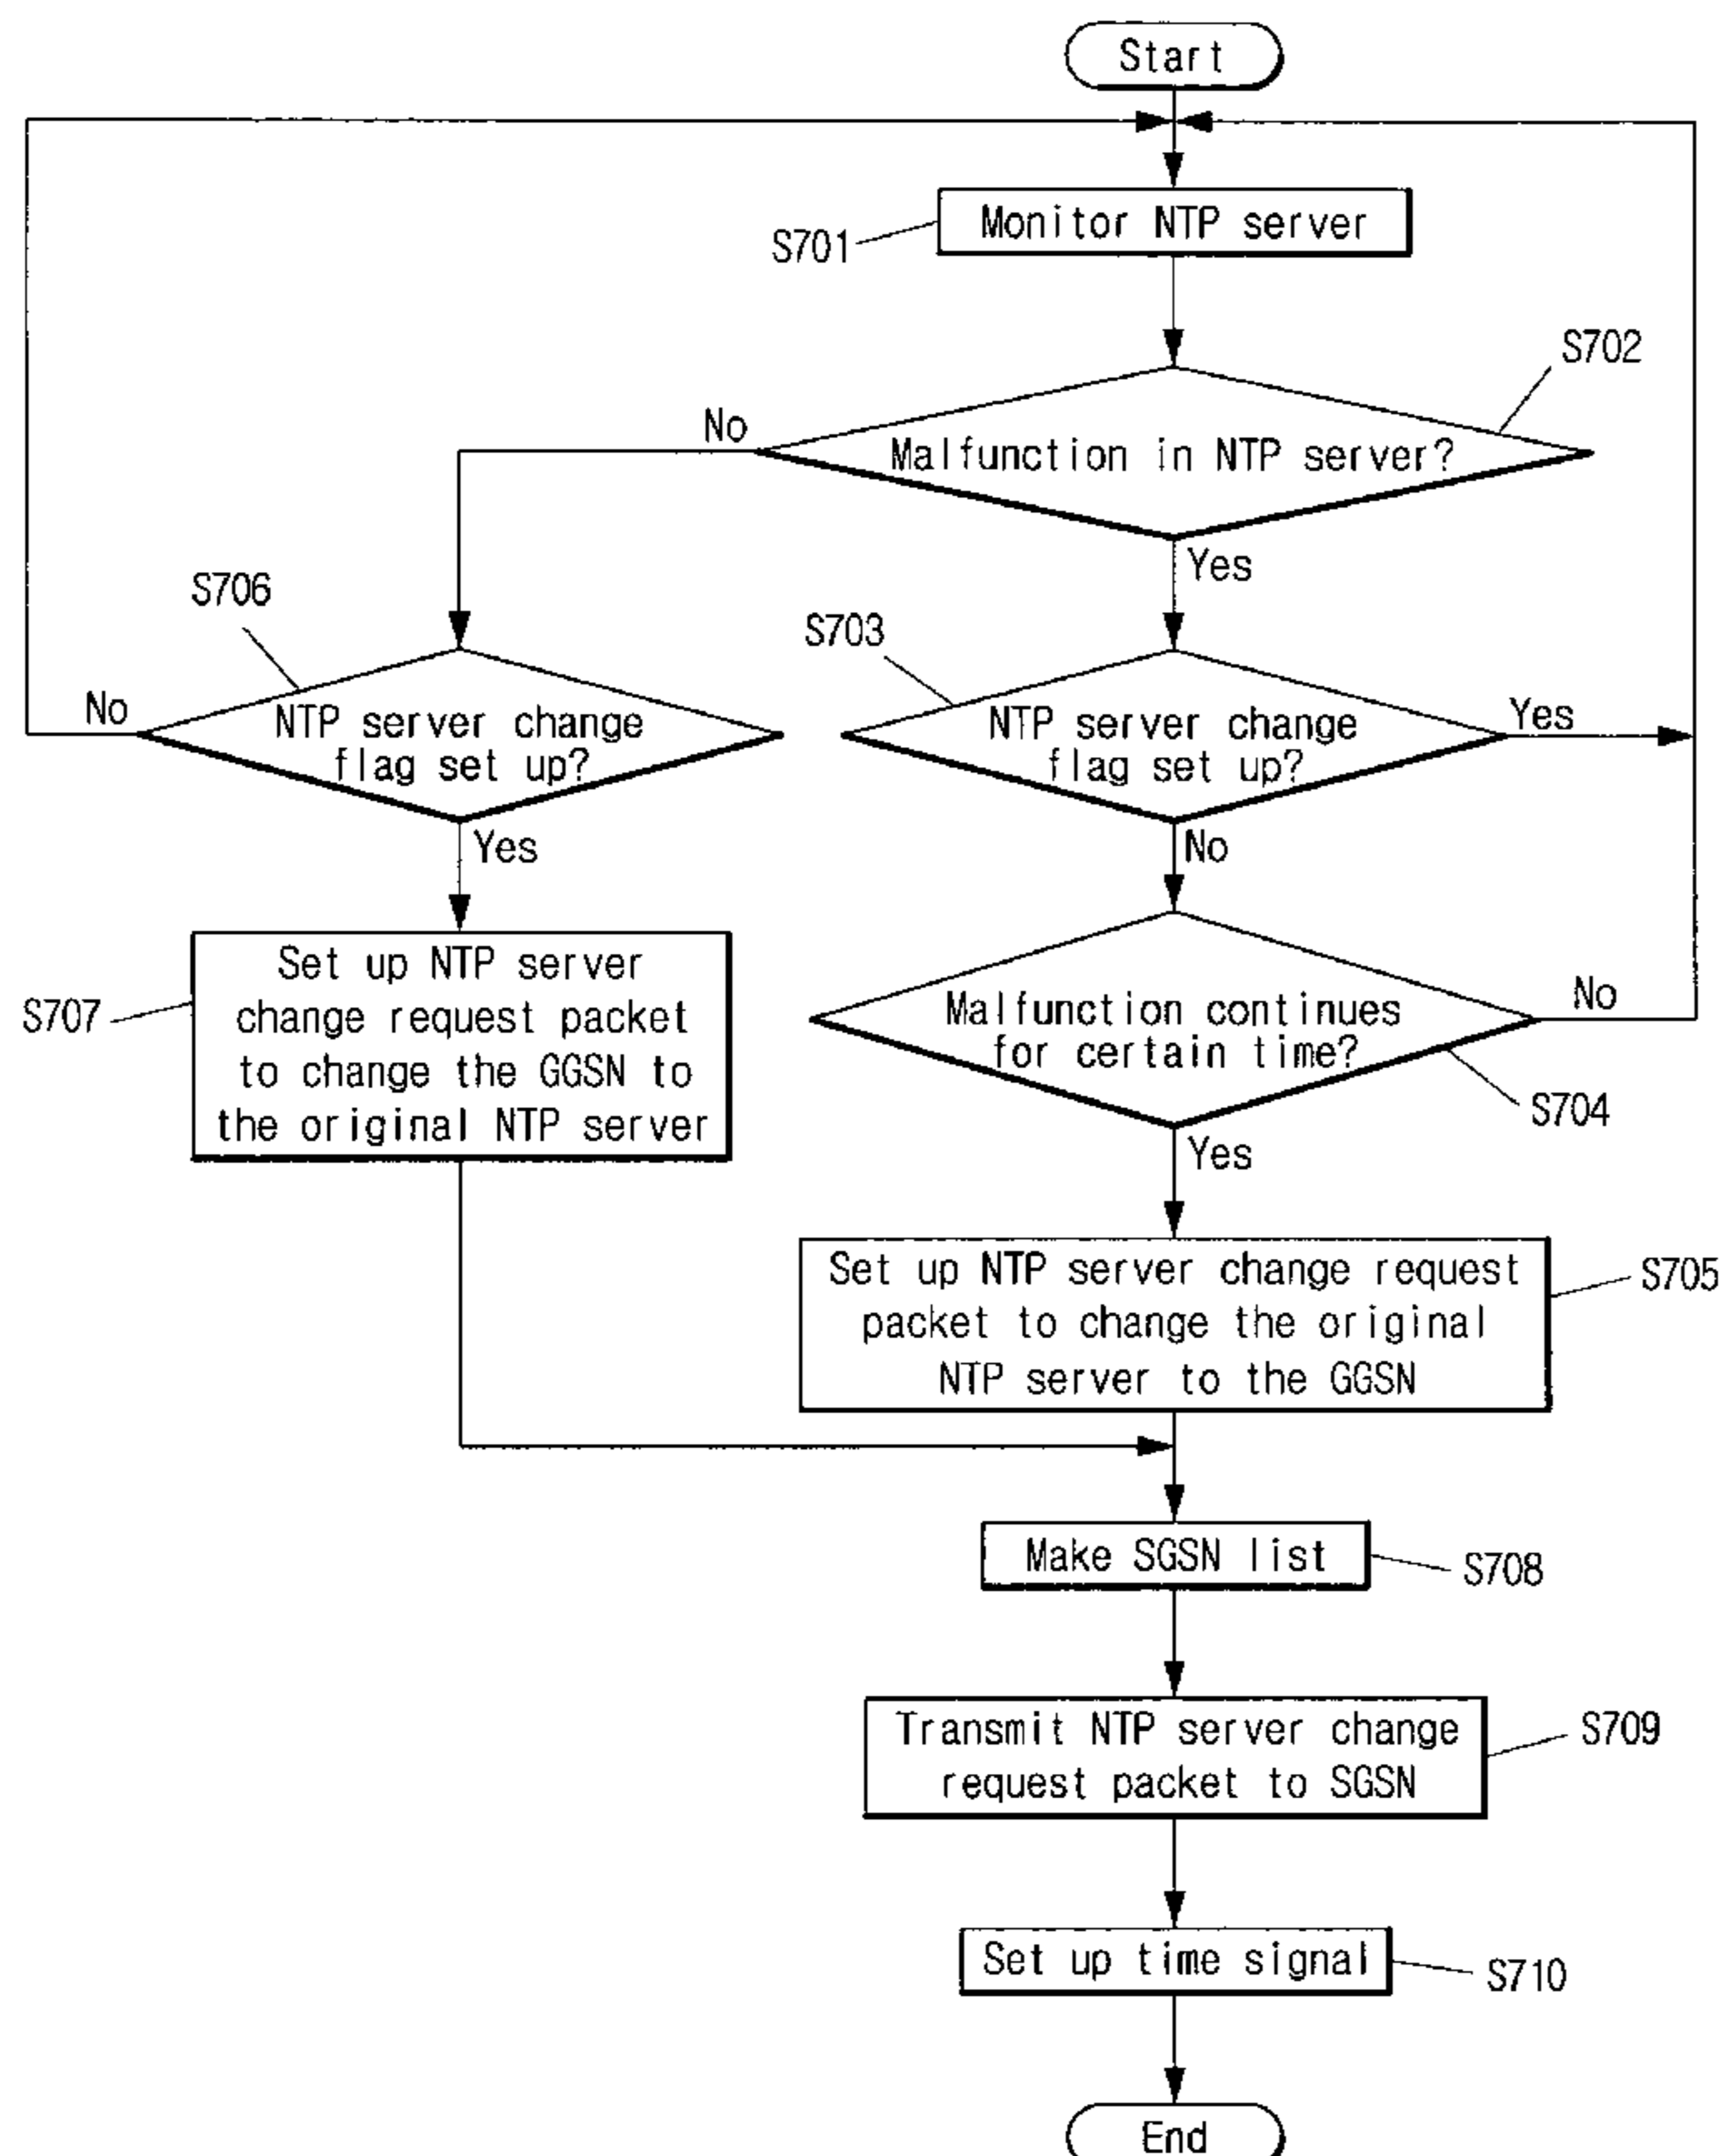 Start
Monitor NTP server
S701
S702
No
Malfunction in NTP server?
Yes
S706
S703
No
NTP server change
flag set up?
NTP server change
flag set up?
Yes
Yes
No
Set up NTP server
change request packet
to change the GGSN to
the original NTP server
S707
Malfunction continues
for certain time?
No
S704
Yes
Set up NTP server change request
packet to change the original
NTP server to the GGSN
S705
Make SGSN list
S708
Transmit NTP server change
request packet to SGSN
S709
Set up time signal
S710
End